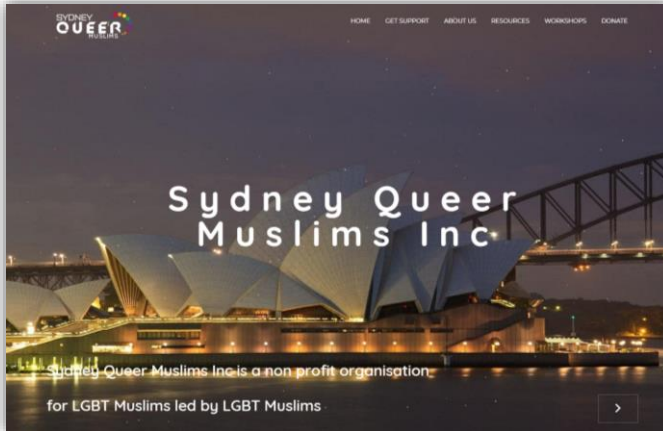 SYDNEY
QUEER
MUSLIMS
HOME GET SUPPORT ABOUT US RESOURCES WORKSHOPS DONATE
Sydney Queer
Muslims Inc
Sydney Queer Muslims Inc is a non profit organisation
for LGBT Muslims led by LGBT Muslims